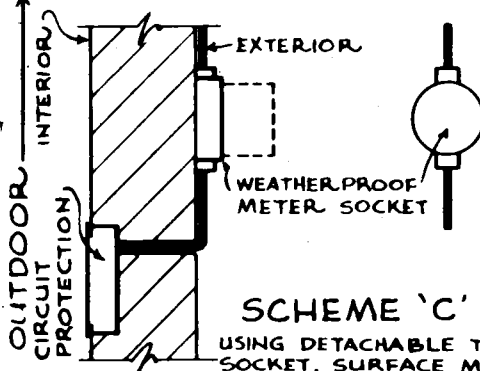 OUTDOOR
INTERIOR
CIRCUIT
PROTECTION
EXTERIOR
WEATHERPROOF
METER SOCKET
SCHEME 'C'
USING DETACHABLE
SOCKET. SURFACE